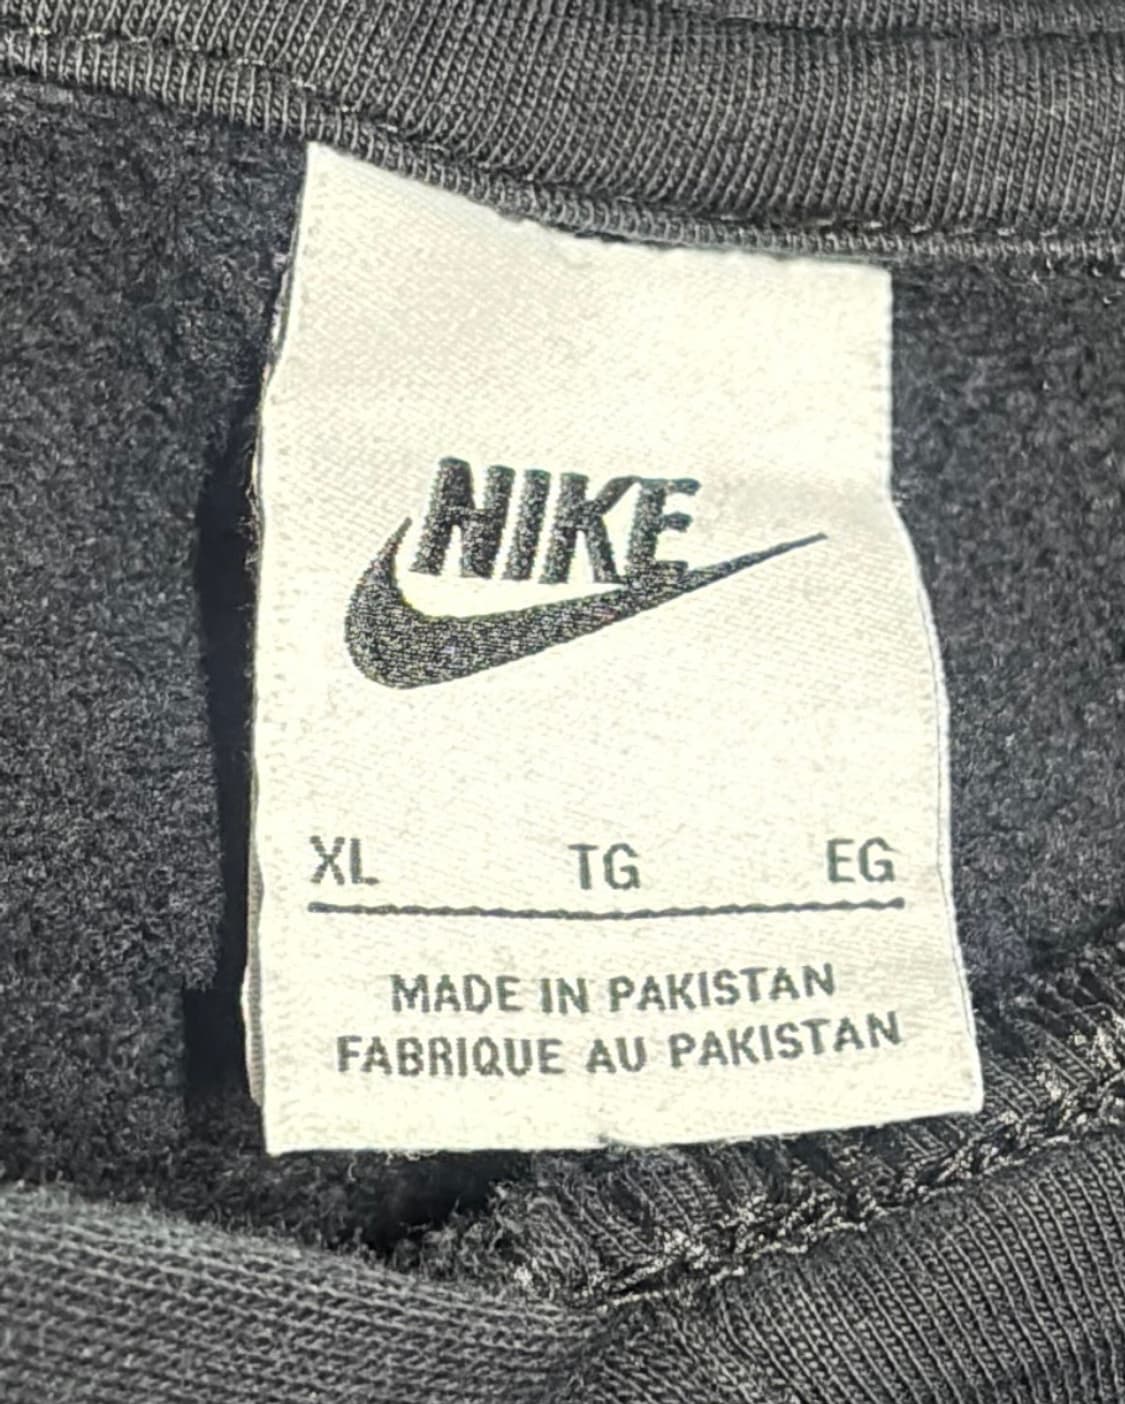 NIKE
XL TG EG
MADE IN PAKISTAN
FABRIQUE AU PAKISTAN